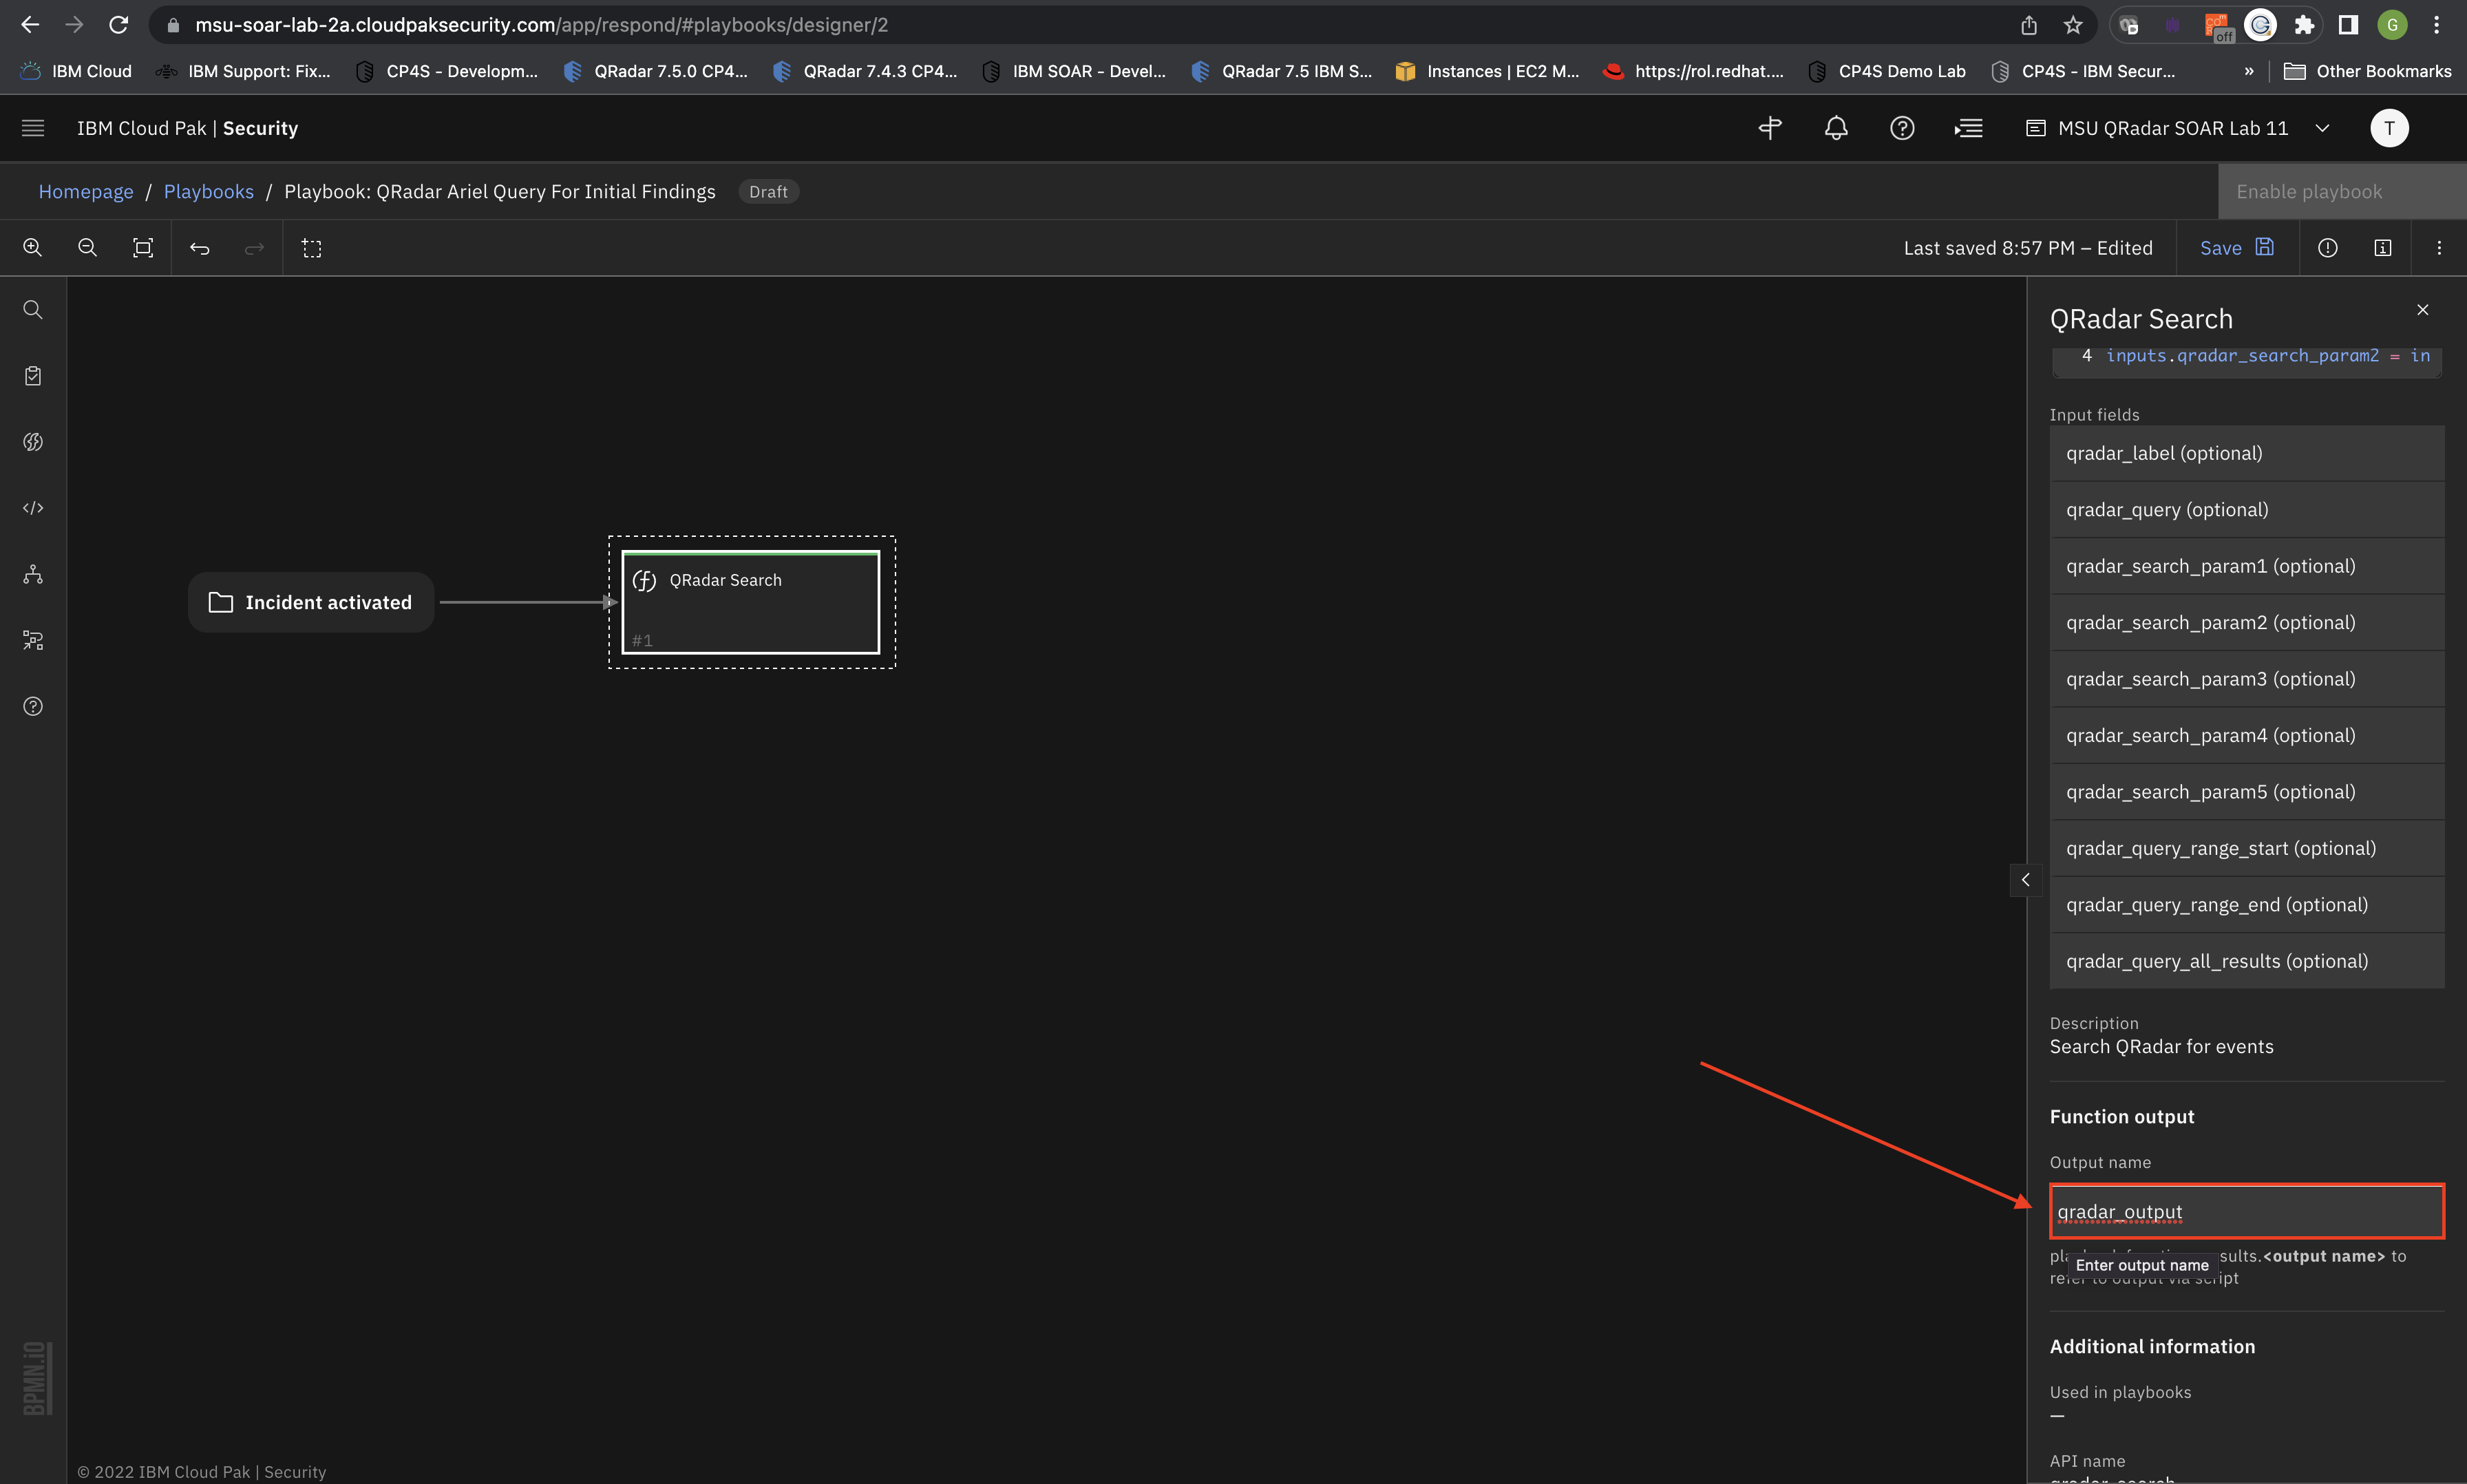 msu-soar-lab-2a.cloudpaksecurity.com/app/respond/#playbooks/designer/2
off
G
IBM Cloud
IBM Support: Fix...
CP4S - Developm...
QRadar 7.5.0 CP4...
QRadar 7.4.3 CP4...
IBM SOAR - Devel...
QRadar 7.5 IBM S...
Instances | EC2 M...
https://rol.redhat....
CP4S Demo Lab
CP4S - IBM Secur...
»
Other Bookmarks
IBM Cloud Pak | Security
MSU QRadar SOAR Lab 11
T
Homepage / Playbooks / Playbook: QRadar Ariel Query For Initial Findings
Draft
Enable playbook
Last saved 8:57 PM – Edited
Save
QRadar Search
4 inputs.qradar_search_param2 = in
Input fields
qradar_label (optional)
qradar_query (optional)
qradar_search_param1 (optional)
qradar_search_param2 (optional)
qradar_search_param3 (optional)
qradar_search_param4 (optional)
qradar_search_param5 (optional)
qradar_query_range_start (optional)
qradar_query_range_end (optional)
qradar_query_all_results (optional)
Incident activated
QRadar Search
#1
Description
Search QRadar for events
Function output
Output name
qradar_output
sults.<output name> to
Enter output name
refer to output via script
Additional information
Used in playbooks
—
API name
qradar_search
BPMN.iO
© 2022 IBM Cloud Pak | Security